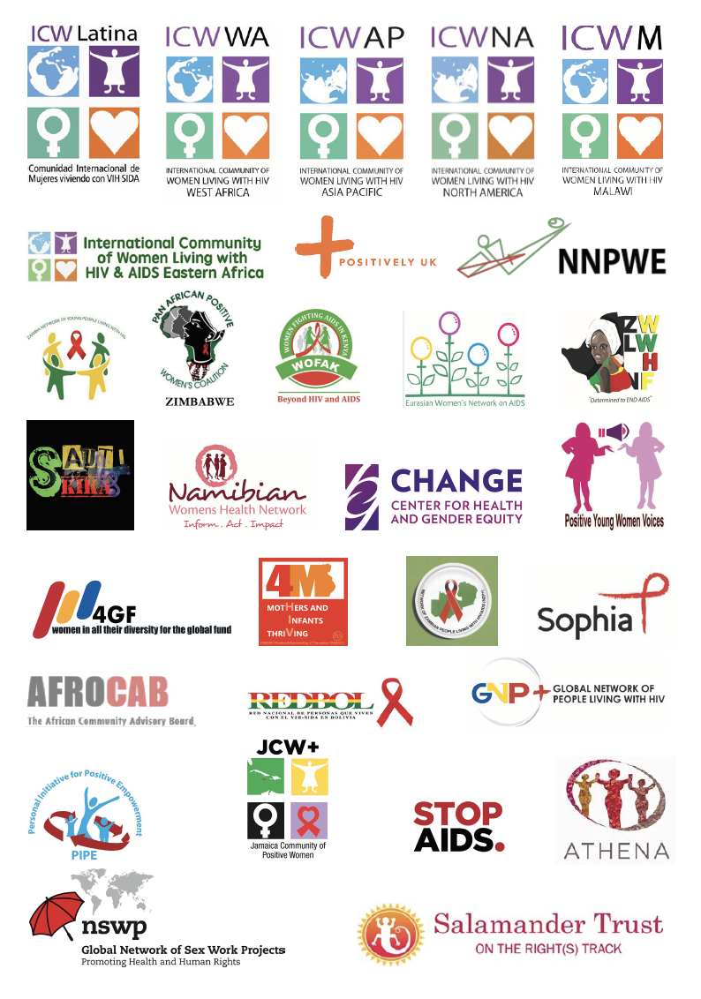 ICW Latina
Comunidad Internacional de
Mujeres viviendo con VIH SIDA
ICW WA
INTERNATIONAL COMMUNITY OF
WOMEN LIVING WITH HIV
WEST AFRICA
ICW AP
INTERNATIONAL COMMUNITY OF
WOMEN LIVING WITH HIV
ASIA PACIFIC
ICW NA
INTERNATIONAL COMMUNITY OF
WOMEN LIVING WITH HIV
NORTH AMERICA
ICW M
INTERNATIONAL COMMUNITY OF
WOMEN LIVING WITH HIV
MALAWI
International Community
of Women Living with
HIV & AIDS Eastern Africa
POSITIVELY UK
NNPWE
ZAMBIA NETWORK OF YOUNG PEOPLE LIVING WITH HIV
PAN AFRICAN POSITIVE
WOMEN'S COALITION
ZIMBABWE
WOMEN FIGHTING AIDS IN KENYA
WOFAK
Beyond HIV and AIDS
Eurasian Women's Network on AIDS
ZW
LW
H
NF
"Determined to END AIDS"
SAUTI
SKIKA
Namibian
Womens Health Network
Inform . Act . Impact
CHANGE
CENTER FOR HEALTH
AND GENDER EQUITY
Positive Young Women Voices
4GF
women in all their diversity for the global fund
4MS
MOTHERS AND
INFANTS
THRIVING
NETWORK OF ZAMBIAN PEOPLE LIVING WITH HIV/AIDS (NZP+)
Sophia
AFROCAB
The African Community Advisory Board
REDBOL
RED NACIONAL DE PERSONAS QUE VIVEN
CON EL VIH-SIDA EN BOLIVIA
GNP+
GLOBAL NETWORK OF
PEOPLE LIVING WITH HIV
Personal Initiative for Positive Empowerment
PIPE
JCW+
Jamaica Community of
Positive Women
STOP
AIDS.
ATHENA
nswp
Global Network of Sex Work Projects
Promoting Health and Human Rights
Salamander Trust
ON THE RIGHT(S) TRACK